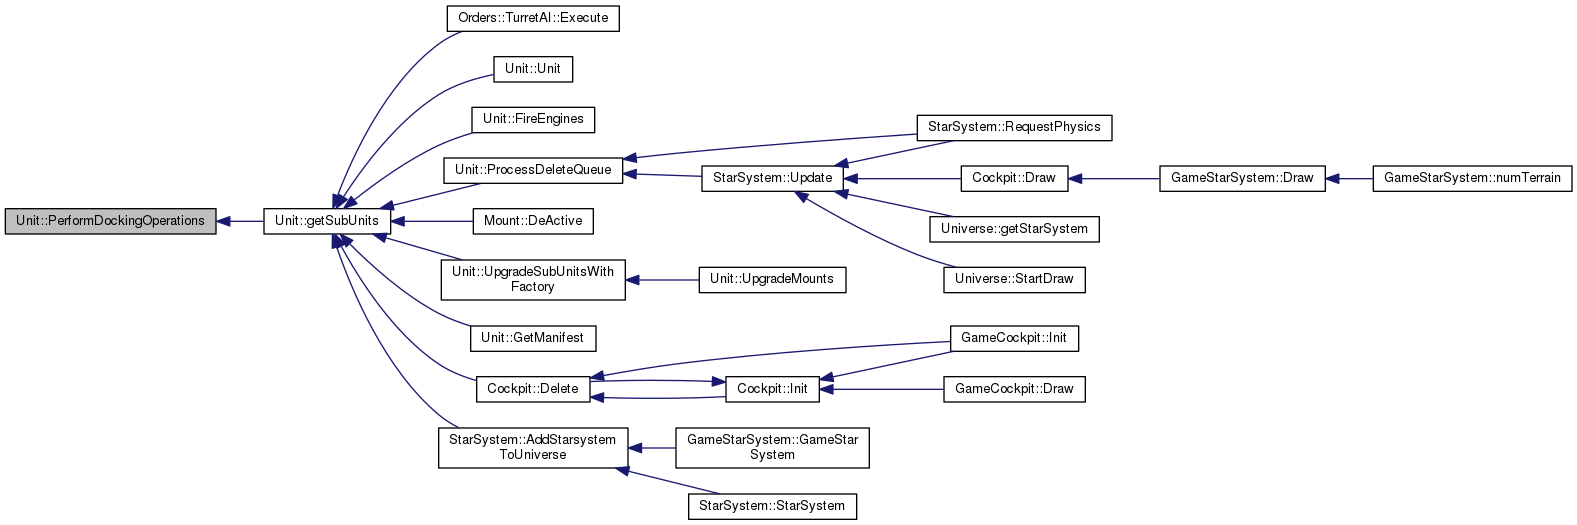 Orders::TurretAI::Execute
Unit::Unit
Unit::FireEngines
StarSystem::RequestPhysics
Unit::ProcessDeleteQueue
StarSystem::Update
Cockpit::Draw
GameStarSystem::Draw
GameStarSystem::numTerrain
Unit::PerformDockingOperations
Unit::getSubUnits
Mount::DeActive
Universe::getStarSystem
Unit::UpgradeSubUnitsWith
Factory
Unit::UpgradeMounts
Universe::StartDraw
Unit::GetManifest
GameCockpit::Init
Cockpit::Delete
Cockpit::Init
GameCockpit::Draw
StarSystem::AddStarsystem
ToUniverse
GameStarSystem::GameStar
System
StarSystem::StarSystem